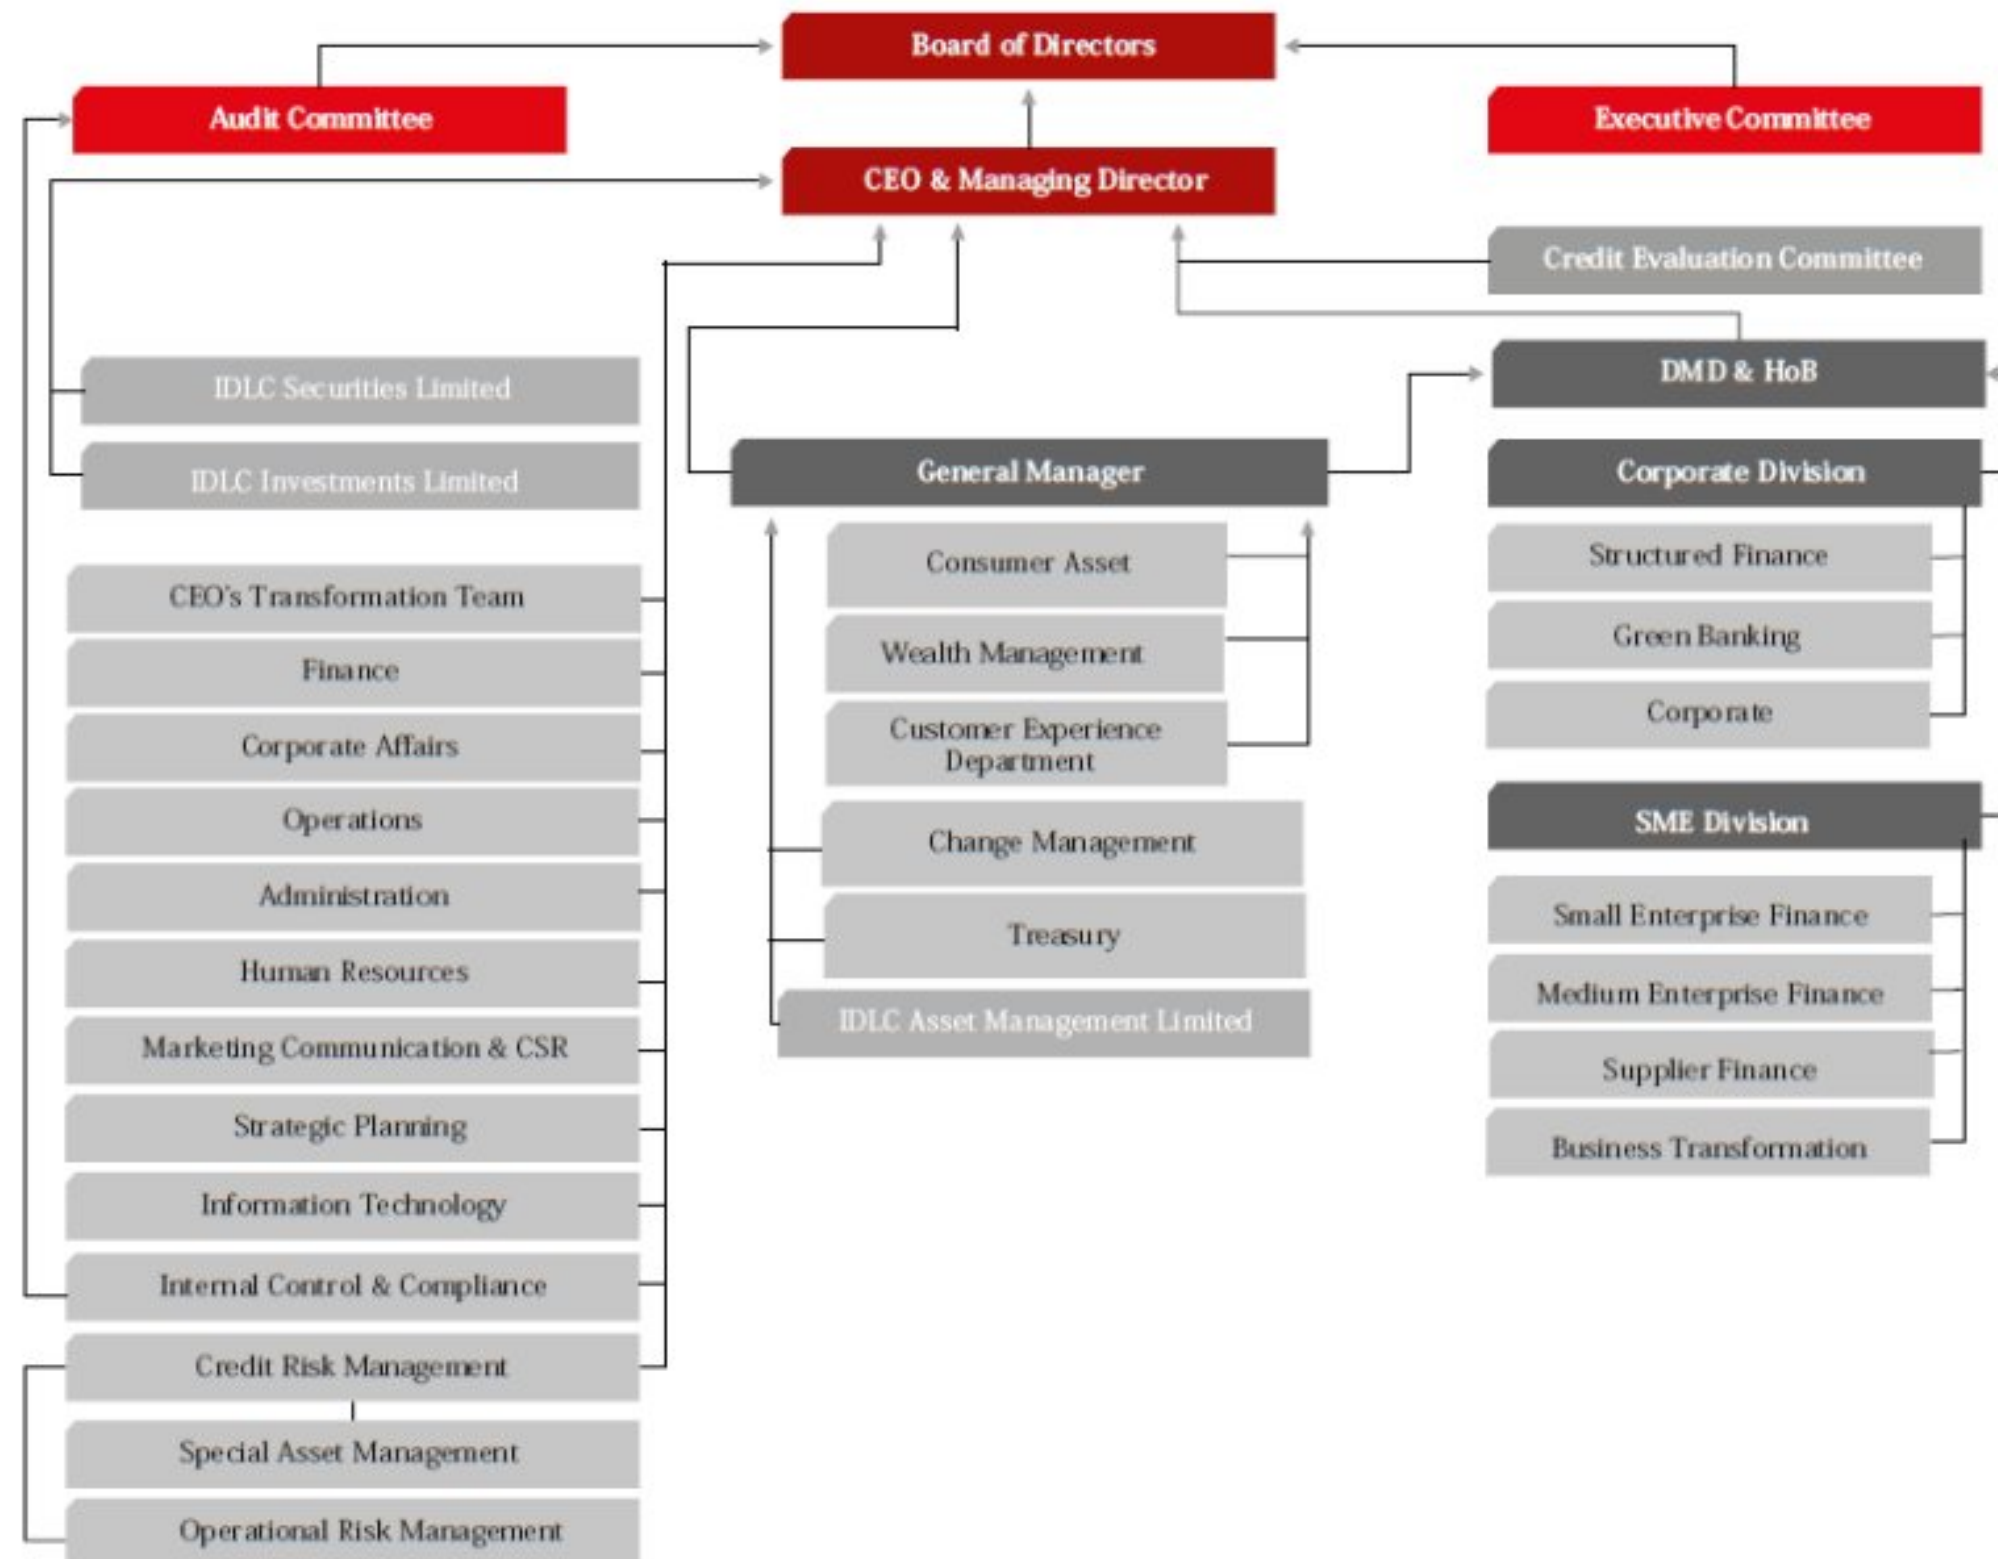 Board of Directors
Audit Committee
Executive Committee
CEO & Managing Director
Credit Evaluation Committee
DMD & HoB
IDLC Securities Limited
IDLC Investments Limited
General Manager
Corporate Division
Consumer Asset
Wealth Management
Customer Experience
Department
Change Management
Treasury
IDLC Asset Management Limited
Structured Finance
Green Banking
Corporate
SME Division
Small Enterprise Finance
Medium Enterprise Finance
Supplier Finance
Business Transformation
CEO's Transformation Team
Finance
Corporate Affairs
Operations
Administration
Human Resources
Marketing Communication & CSR
Strategic Planning
Information Technology
Internal Control & Compliance
Credit Risk Management
Special Asset Management
Operational Risk Management